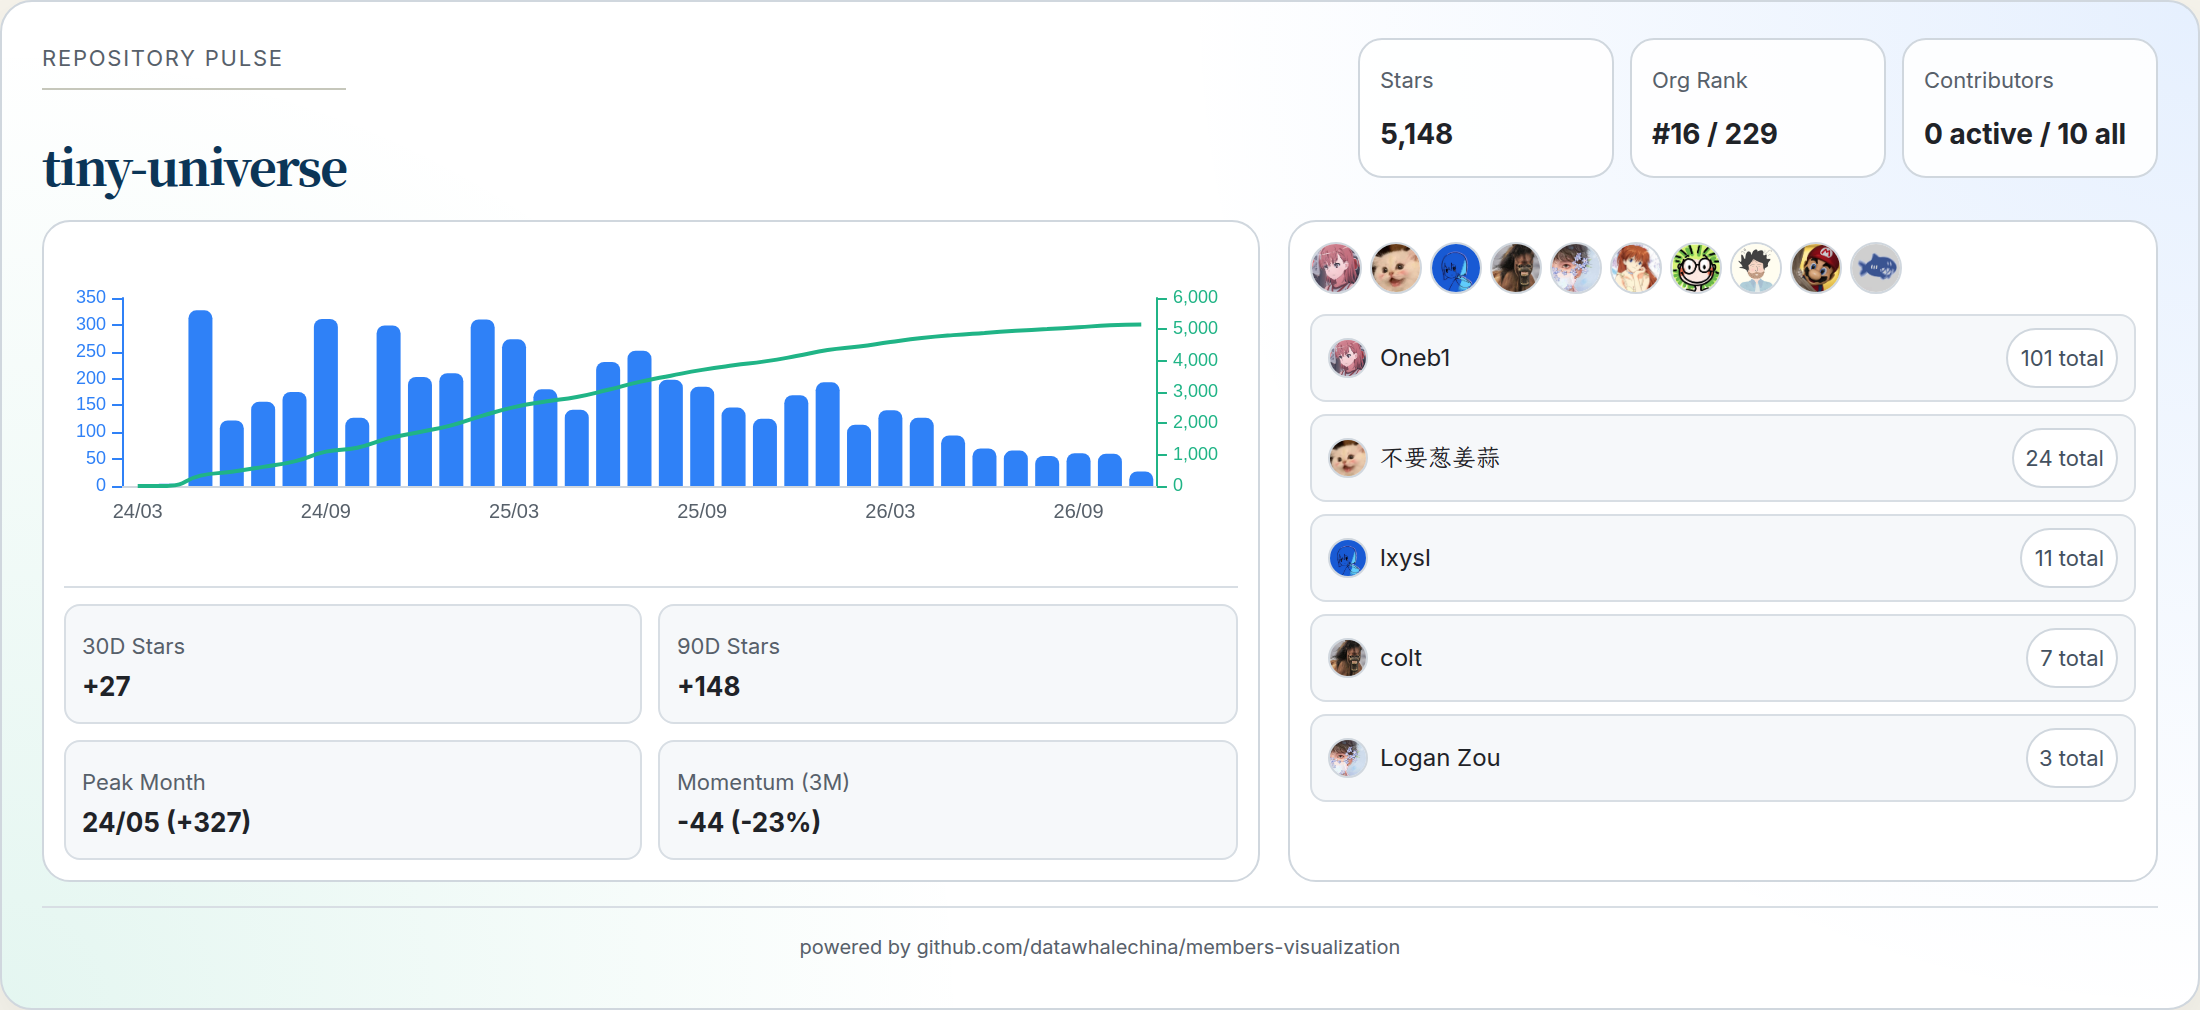 REPOSITORY PULSE
tiny-universe
Stars
5,148
Org Rank
#16 / 229
Contributors
0 active / 10 all
350
300
250
200
150
100
50
0
6,000
5,000
4,000
3,000
2,000
1,000
0
24/03 24/09 25/03 25/09 26/03 26/09
30D Stars
+27
90D Stars
+148
Peak Month
24/05 (+327)
Momentum (3M)
-44 (-23%)
Oneb1 101 total
不要葱姜蒜 24 total
lxysl 11 total
colt 7 total
Logan Zou 3 total
powered by github.com/datawhalechina/members-visualization